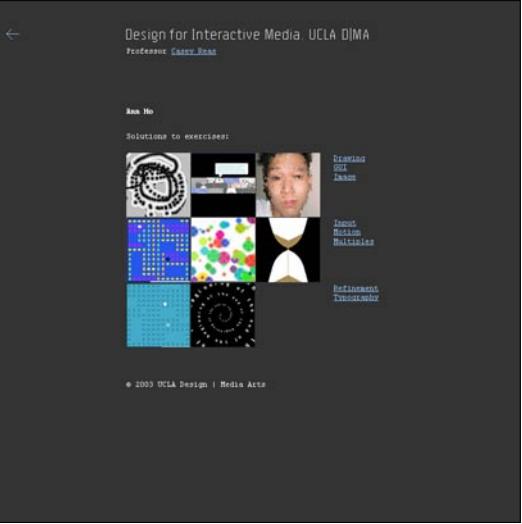 Design for Interactive Media. UCLA D|MA
Professor Casey Reas
Ann Ho
Solutions to exercises:
Drawing
GUI
Image
Input
Motion
Multiples
Refinement
Typography
© 2003 UCLA Design | Media Arts